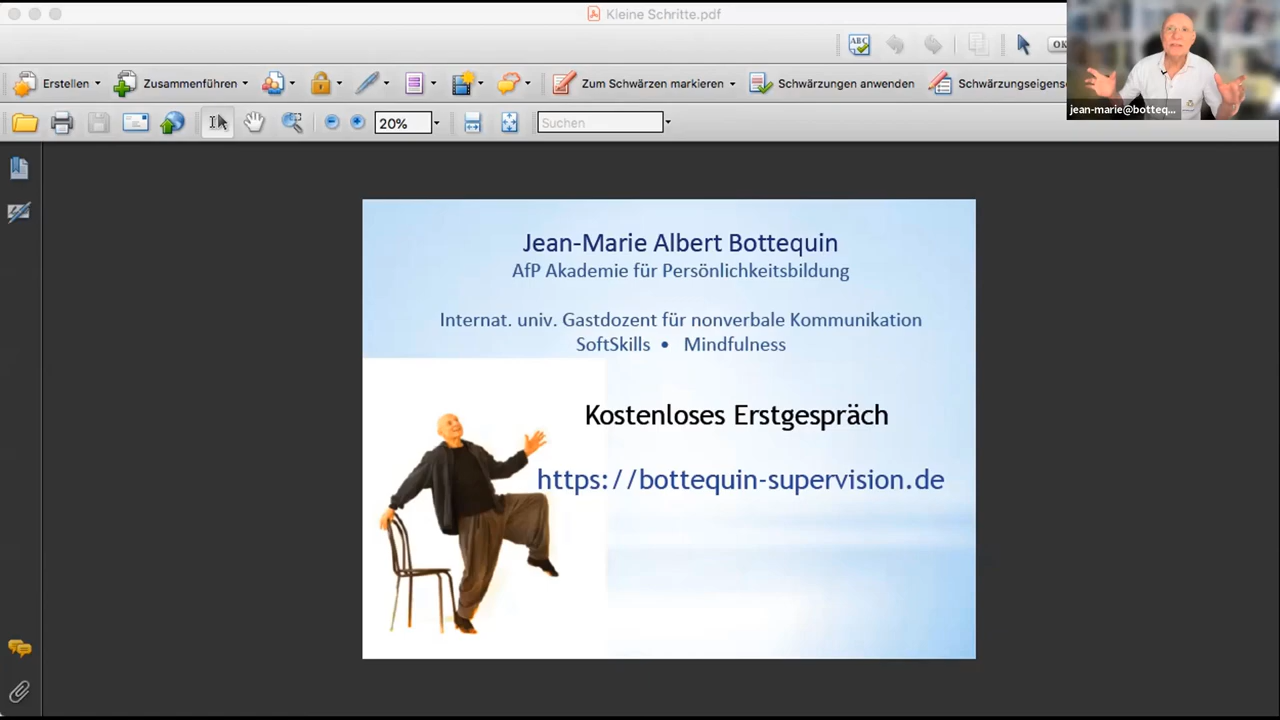 Kleine Schritte.pdf
ABC
OK
Erstellen
Zusammenführen
Zum Schwärzen markieren
Schwärzungen anwenden
Schwärzungseigens
20%
Suchen
jean-marie@botteq...
Jean-Marie Albert Bottequin
AfP Akademie für Persönlichkeitsbildung
Internat. univ. Gastdozent für nonverbale Kommunikation
SoftSkills • Mindfulness
Kostenloses Erstgespräch
https://bottequin-supervision.de